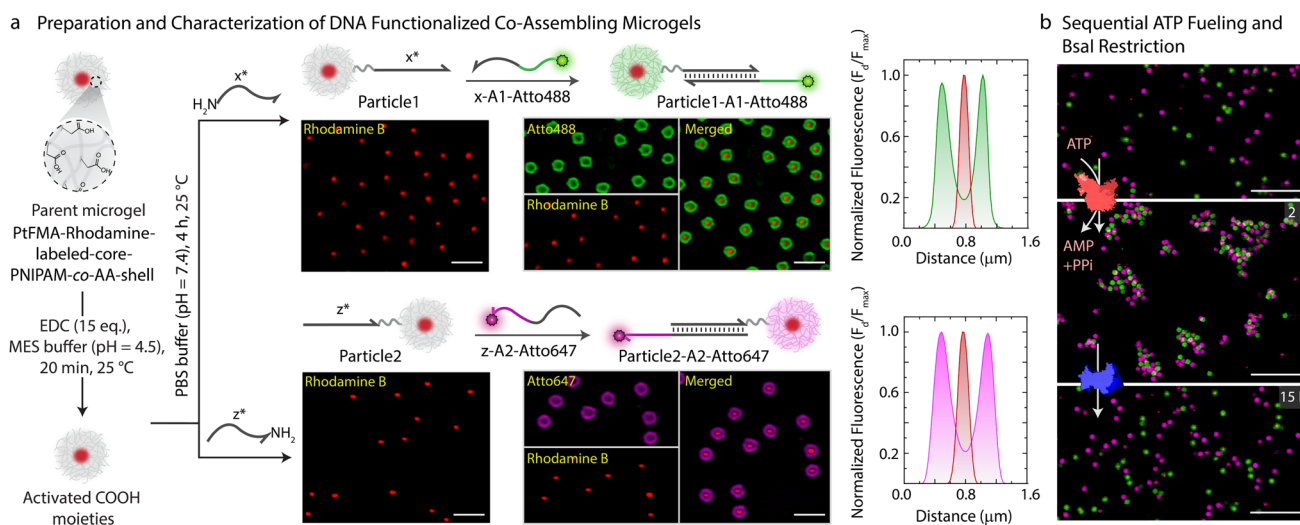 a Preparation and Characterization of DNA Functionalized Co-Assembling Microgels
OH
O
O
OH
O
OH
O
Parent microgel
PtFMA-Rhodamine-
labeled-core-
PNIPAM-co-AA-shell
EDC (15 eq.),
MES buffer (pH = 4.5),
20 min, 25 °C
Activated COOH
moieties
PBS buffer (pH = 7.4), 4 h, 25 °C
x*
H₂N
z*
NH₂
x*
Particle1
x-A1-Atto488
Particle1-A1-Atto488
Rhodamine B
Atto488
Rhodamine B
Merged
z*
Particle2
z-A2-Atto647
Particle2-A2-Atto647
Rhodamine B
Atto647
Rhodamine B
Merged
Normalized Fluorescence (Fd/Fmax)
1.0
0.6
0.2
0.0 0.8 1.6
Distance (μm)
Normalized Fluorescence (Fd/Fmax)
1.0
0.6
0.2
0.0 0.8 1.6
Distance (μm)
b Sequential ATP Fueling and
BsaI Restriction
ATP
AMP
+PPi
2
15